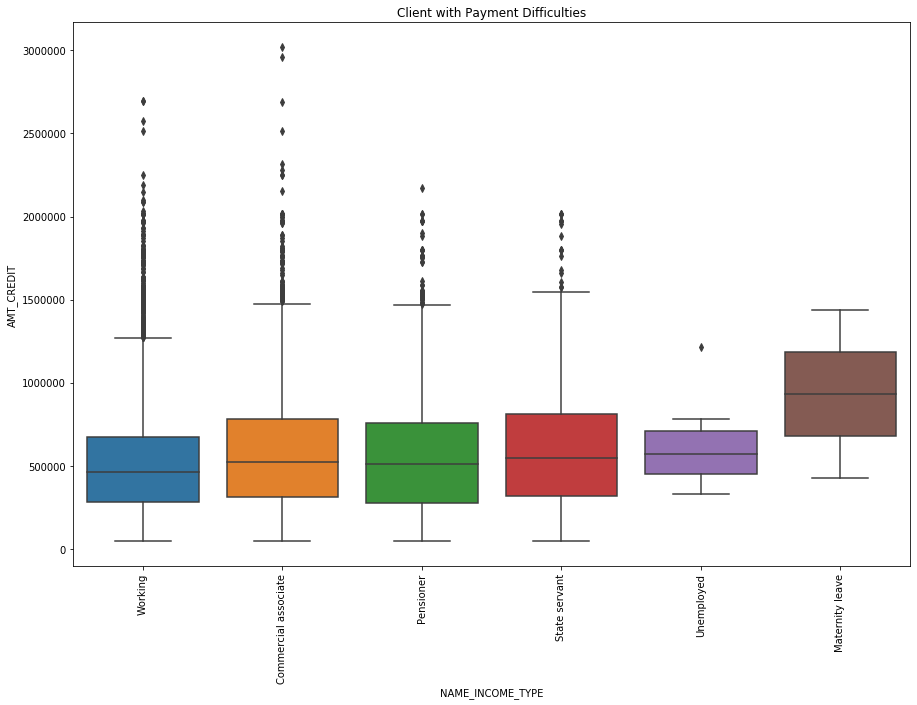 Client with Payment Difficulties
3000000
2500000
2000000
1500000
1000000
500000
0
AMT_CREDIT
Working
Commercial associate
Pensioner
State servant
Unemployed
Maternity leave
NAME_INCOME_TYPE